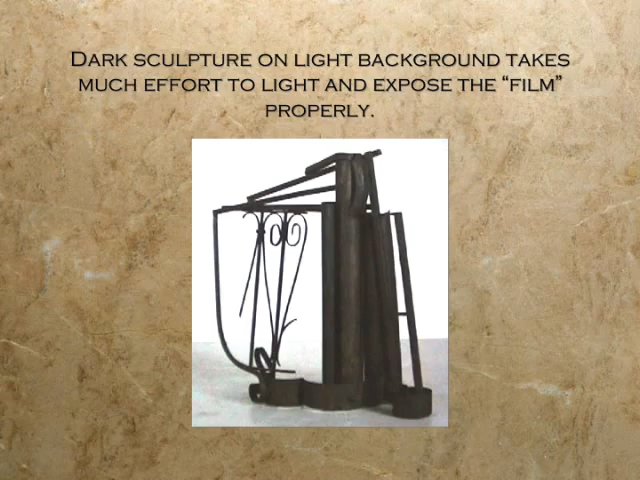 Dark sculpture on light background takes
much effort to light and expose the “film”
properly.